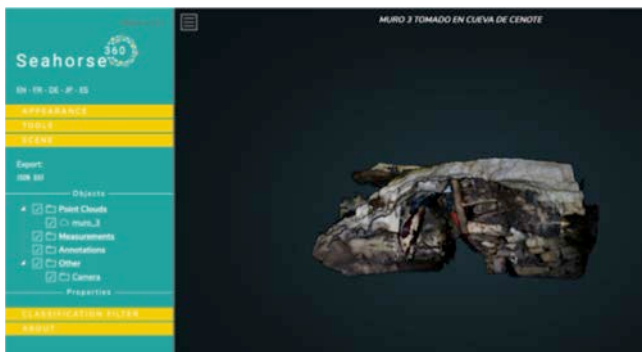 MURO 3 TOMADO EN CUEVA DE CENOTE
Seahorse 360
EN - FR - DE - JP - ES
APPEARANCE
TOOLS
SCENE
Export:
Objects
Point Clouds
muro_3
Measurements
Annotations
Other
Camera
Properties
CLASSIFICATION FILTER
ABOUT